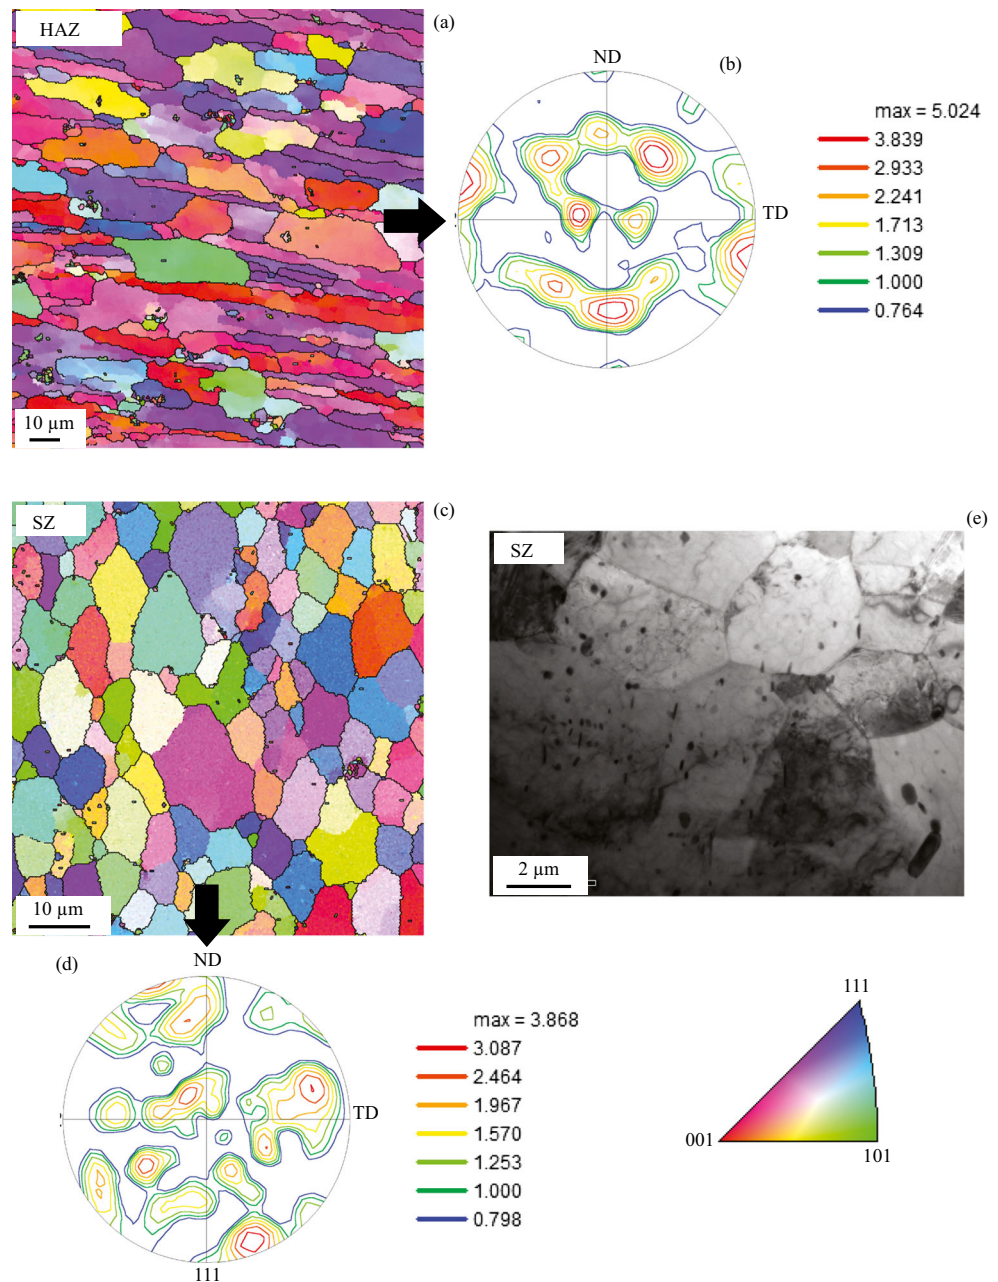 HAZ
(a)
10 µm
(b)
ND
TD
max = 5.024
3.839
2.933
2.241
1.713
1.309
1.000
0.764
SZ
(c)
10 µm
(e)
SZ
2 µm
(d)
ND
TD
111
max = 3.868
3.087
2.464
1.967
1.570
1.253
1.000
0.798
111
001
101